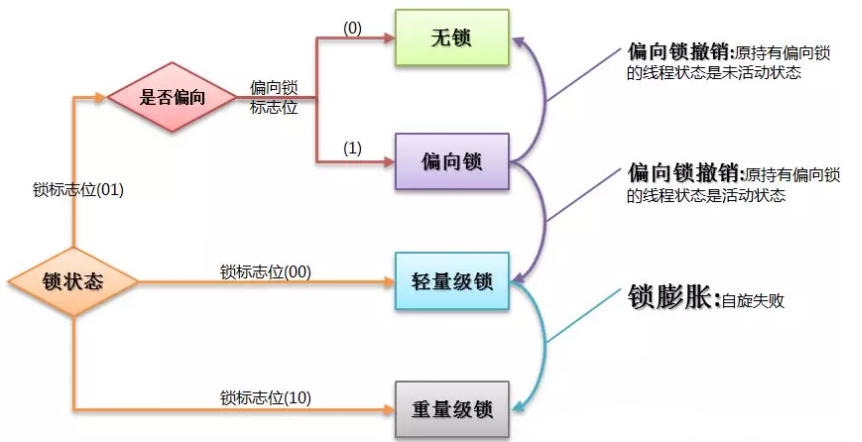 (0)
无锁
偏向锁撤销:原持有偏向锁
的线程状态是未活动状态
是否偏向
偏向锁
标志位
(1)
偏向锁
偏向锁撤销:原持有偏向锁
的线程状态是活动状态
锁标志位(01)
锁状态
锁标志位(00)
轻量级锁
锁膨胀:自旋失败
锁标志位(10)
重量级锁